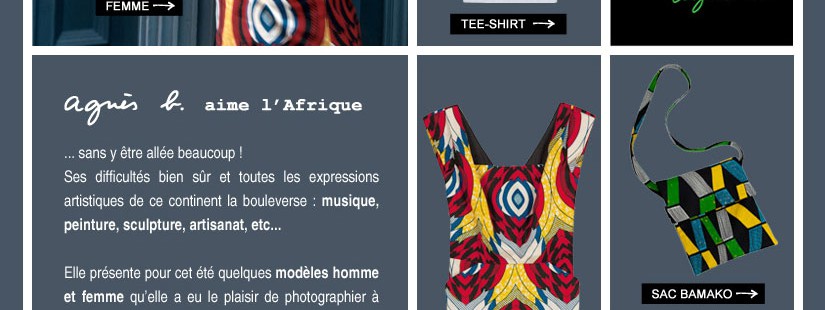 FEMME
TEE-SHIRT
agnès b. aime l'Afrique
... sans y être allée beaucoup !
Ses difficultés bien sûr et toutes les expressions
artistiques de ce continent la bouleverse : musique,
peinture, sculpture, artisanat, etc...
Elle présente pour cet été quelques modèles homme
et femme qu'elle a eu le plaisir de photographier à
SAC BAMAKO